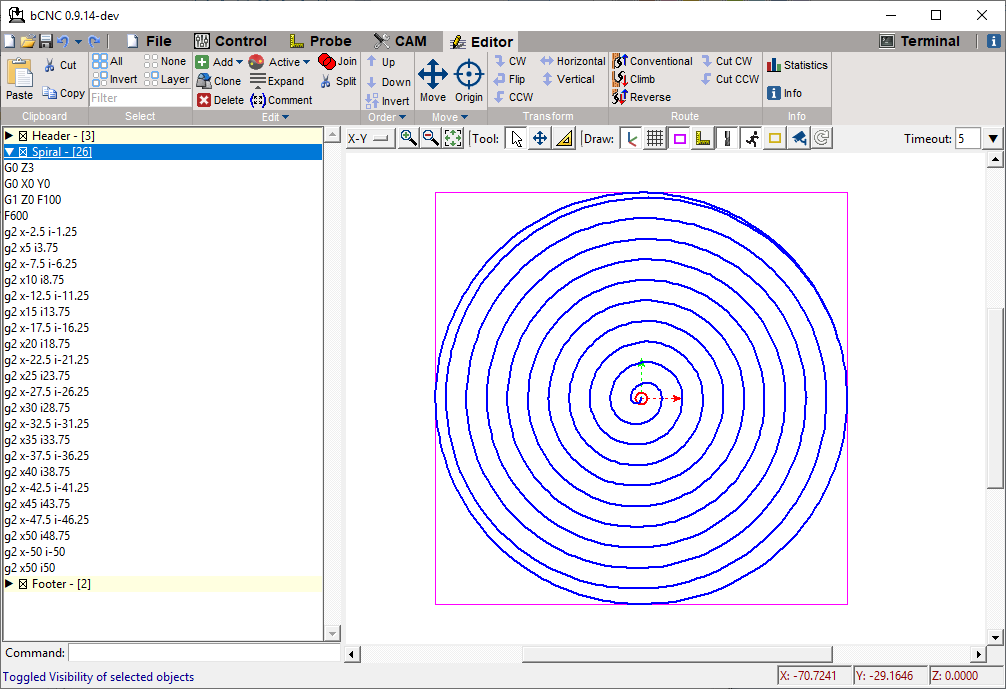 bCNC 0.9.14-dev
File Control Probe CAM Editor Terminal
Paste Cut Copy
Clipboard
All None
Invert Layer
Filter
Select
Add Active Join
Clone Expand Split
Delete Comment
Edit
Up
Down
Invert
Order
Move Origin
Move
CW Horizontal
Flip Vertical
CCW
Transform
Conventional Cut CW
Climb Cut CCW
Reverse
Route
Statistics
Info
Info
X-Y Tool: Draw: Timeout: 5
Header - [3]
Spiral - [26]
G0 Z3
G0 X0 Y0
G1 Z0 F100
F600
g2 x-2.5 i-1.25
g2 x5 i3.75
g2 x-7.5 i-6.25
g2 x10 i8.75
g2 x-12.5 i-11.25
g2 x15 i13.75
g2 x-17.5 i-16.25
g2 x20 i18.75
g2 x-22.5 i-21.25
g2 x25 i23.75
g2 x-27.5 i-26.25
g2 x30 i28.75
g2 x-32.5 i-31.25
g2 x35 i33.75
g2 x-37.5 i-36.25
g2 x40 i38.75
g2 x-42.5 i-41.25
g2 x45 i43.75
g2 x-47.5 i-46.25
g2 x50 i48.75
g2 x-50 i-50
g2 x50 i50
Footer - [2]
Command:
Toggled Visibility of selected objects
X: -70.7241 Y: -29.1646 Z: 0.0000